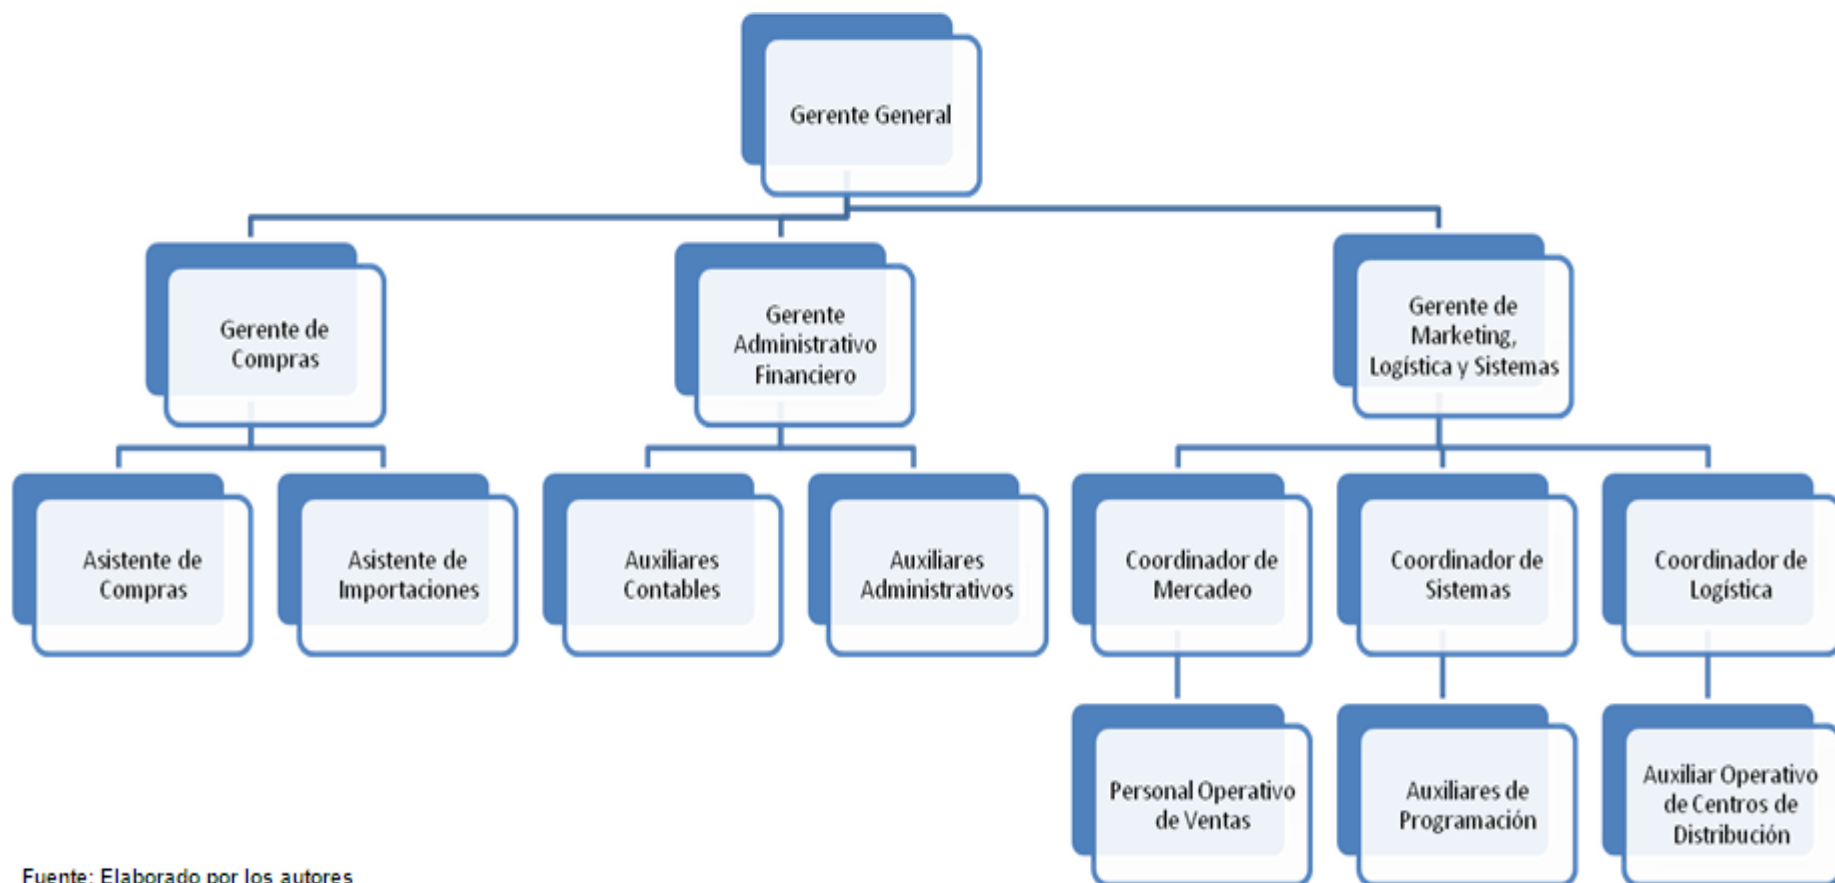 Gerente General
Gerente de
Compras
Gerente
Administrativo
Financiero
Gerente de
Marketing,
Logística y Sistemas
Asistente de
Compras
Asistente de
Importaciones
Auxiliares
Contables
Auxiliares
Administrativos
Coordinador de
Mercadeo
Coordinador de
Sistemas
Coordinador de
Logística
Personal Operativo
de Ventas
Auxiliares de
Programación
Auxiliar Operativo
de Centros de
Distribución
Fuente: Elaborado por los autores